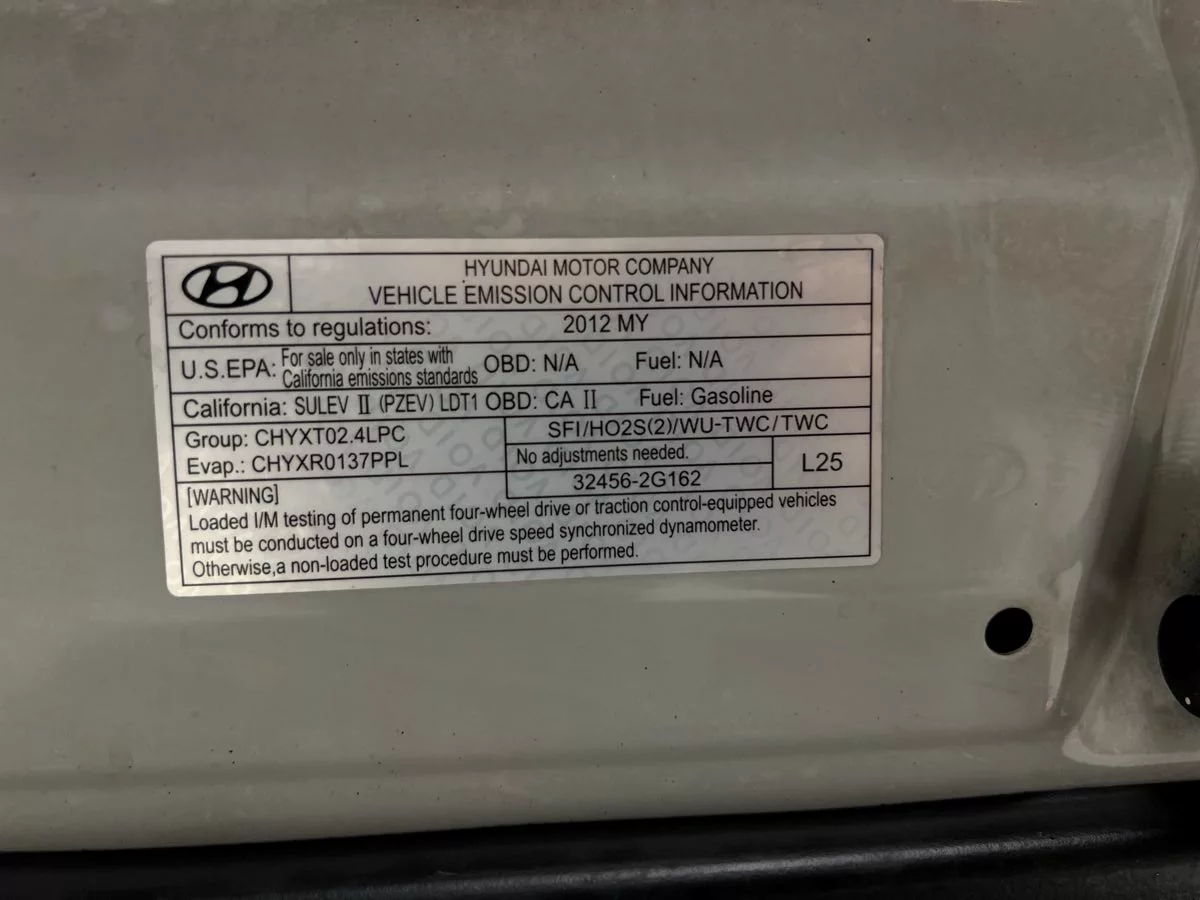 HYUNDAI MOTOR COMPANY
VEHICLE EMISSION CONTROL INFORMATION
Conforms to regulations: 2012 MY
U.S.EPA: For sale only in states with California emissions standards OBD: N/A Fuel: N/A
California: SULEV II (PZEV) LDT1 OBD: CA II Fuel: Gasoline
Group: CHYXT02.4LPC
Evap.: CHYXR0137PPL
SFI/HO2S(2)/WU-TWC/TWC
No adjustments needed.
32456-2G162
L25
[WARNING]
Loaded I/M testing of permanent four-wheel drive or traction control-equipped vehicles
must be conducted on a four-wheel drive speed synchronized dynamometer.
Otherwise,a non-loaded test procedure must be performed.